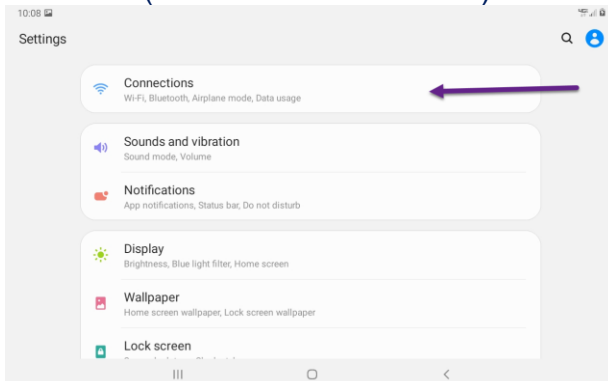 10:08
Settings
Connections
Wi-Fi, Bluetooth, Airplane mode, Data usage
Sounds and vibration
Sound mode, Volume
Notifications
App notifications, Status bar, Do not disturb
Display
Brightness, Blue light filter, Home screen
Wallpaper
Home screen wallpaper, Lock screen wallpaper
Lock screen